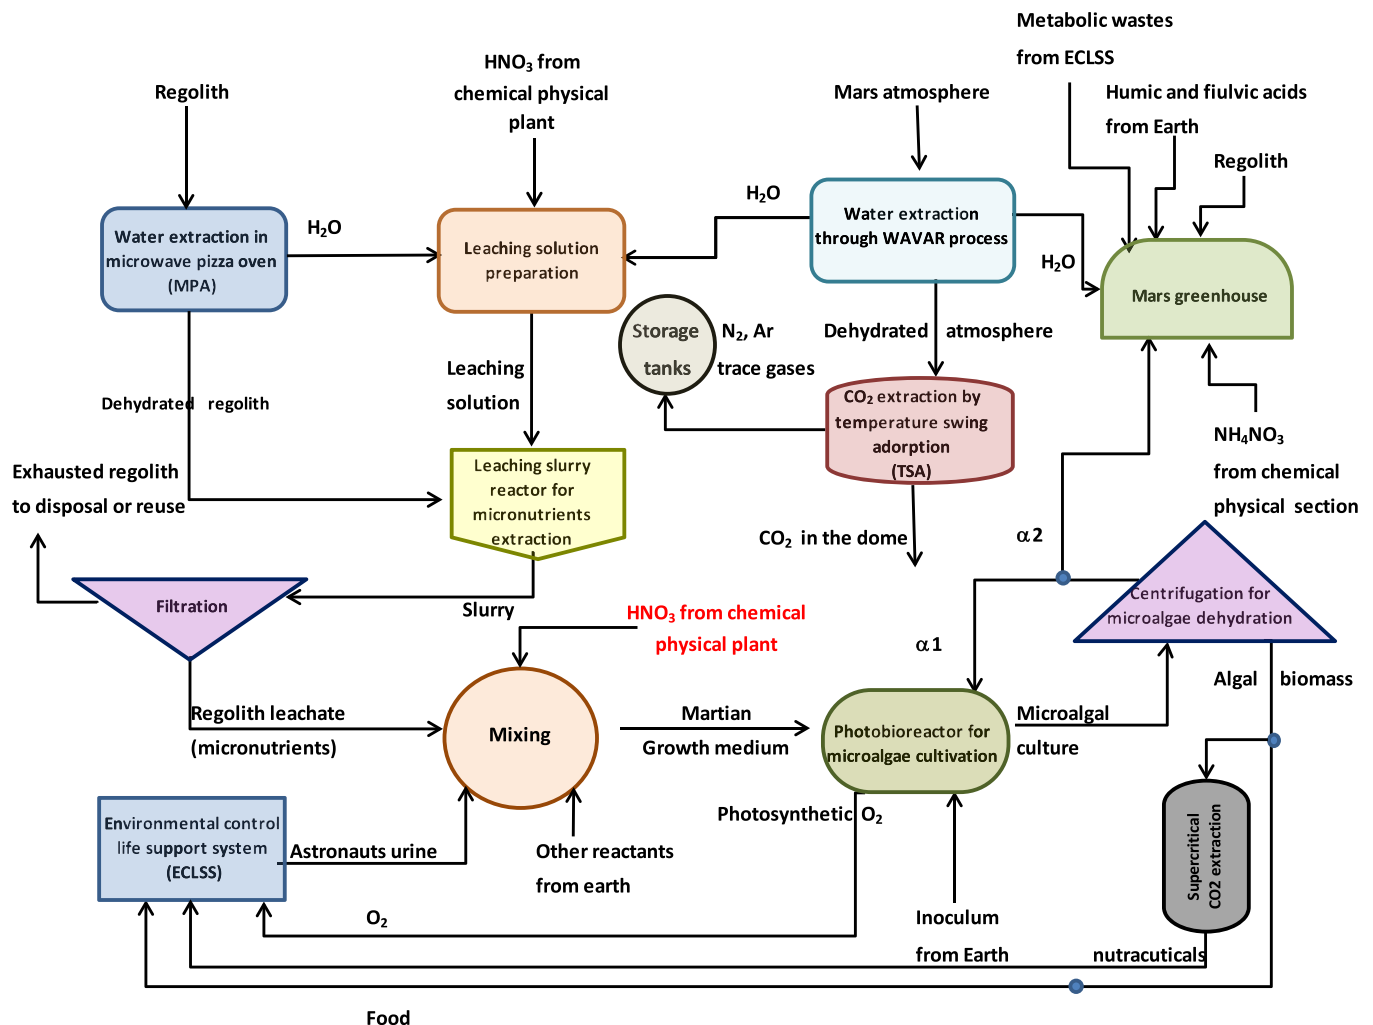 Metabolic wastes
from ECLSS
HNO₃ from
chemical physical
plant
Regolith
Mars atmosphere
Humic and fiulvic acids
from Earth
Regolith
H₂O
Water extraction in
microwave pizza oven
(MPA)
H₂O
Leaching solution
preparation
Water extraction
through WAVAR process
H₂O
Mars greenhouse
Storage
tanks
N₂, Ar
trace gases
Dehydrated atmosphere
Leaching
solution
Dehydrated regolith
CO₂ extraction by
temperature swing
adorption
(TSA)
NH₄NO₃
from chemical
physical section
Exhausted regolith
to disposal or reuse
Leaching slurry
reactor for
micronutrients
extraction
CO₂ in the dome
α2
Filtration
Slurry
HNO₃ from chemical
physical plant
Centrifugation for
microalgae dehydration
α1
Algal biomass
Regolith leachate
(micronutrients)
Mixing
Martian
Growth medium
Photobioreactor for
microalgae cultivation
Microalgal
culture
Photosynthetic O₂
Environmental control
life support system
(ECLSS)
Astronauts urine
Other reactants
from earth
Supercritical
CO2 extraction
O₂
Inoculum
from Earth
nutracuticals
Food